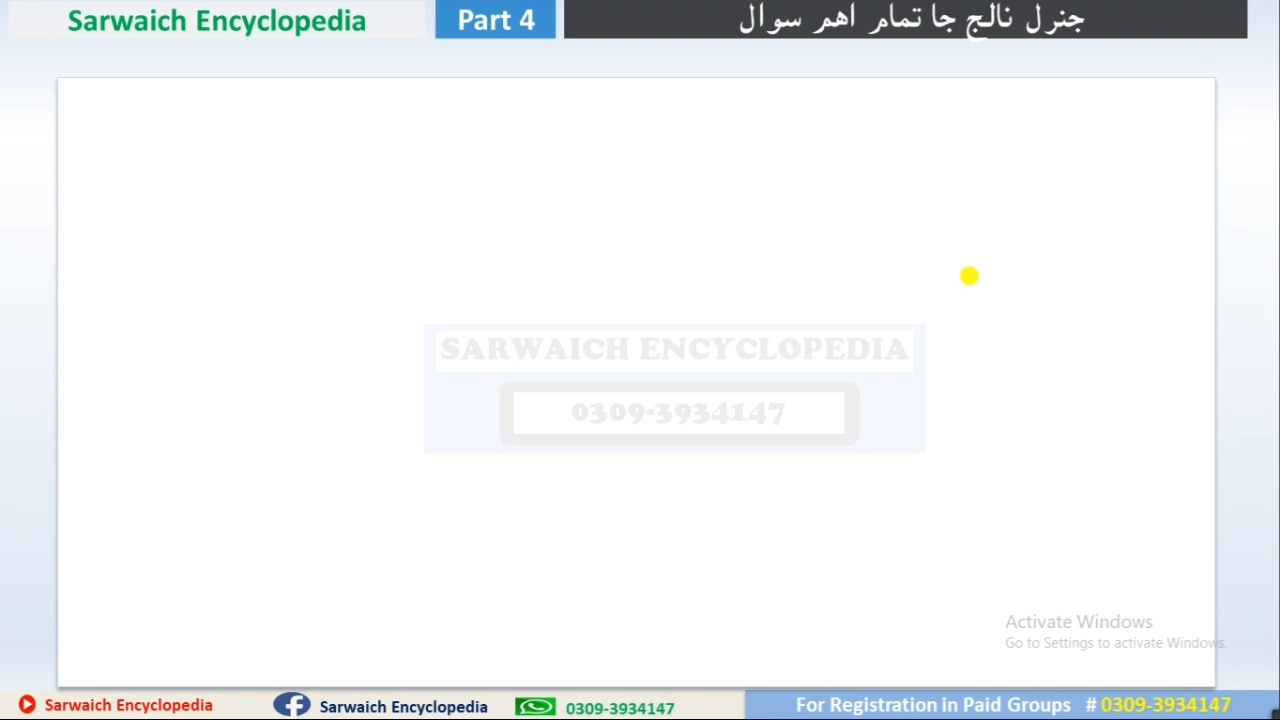 Sarwaich Encyclopedia
Part 4
جنرل نالج جا تمام اهم سوال
SARWAICH ENCYCLOPEDIA
0309-3934147
Activate Windows
Go to Settings to activate Windows.
Sarwaich Encyclopedia
Sarwaich Encyclopedia
0309-3934147
For Registration in Paid Groups # 0309-3934147